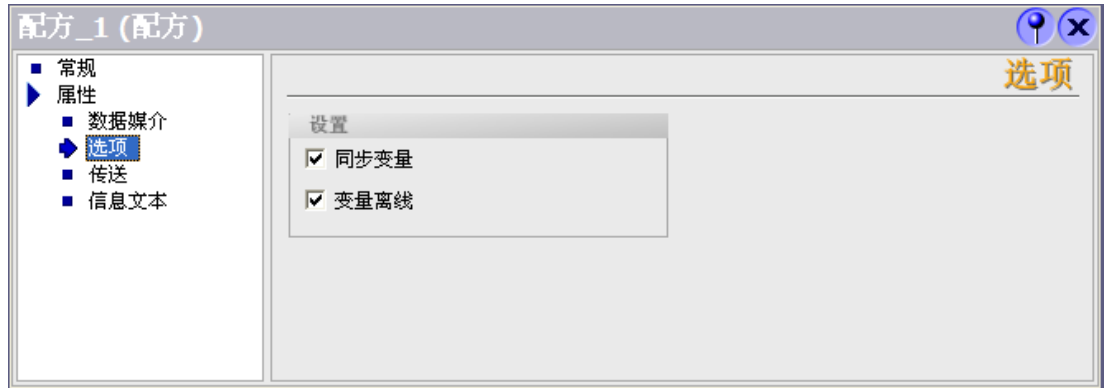 配方_1 (配方)
常规
属性
数据媒介
选项
传送
信息文本
选项
设置
同步变量
变量离线